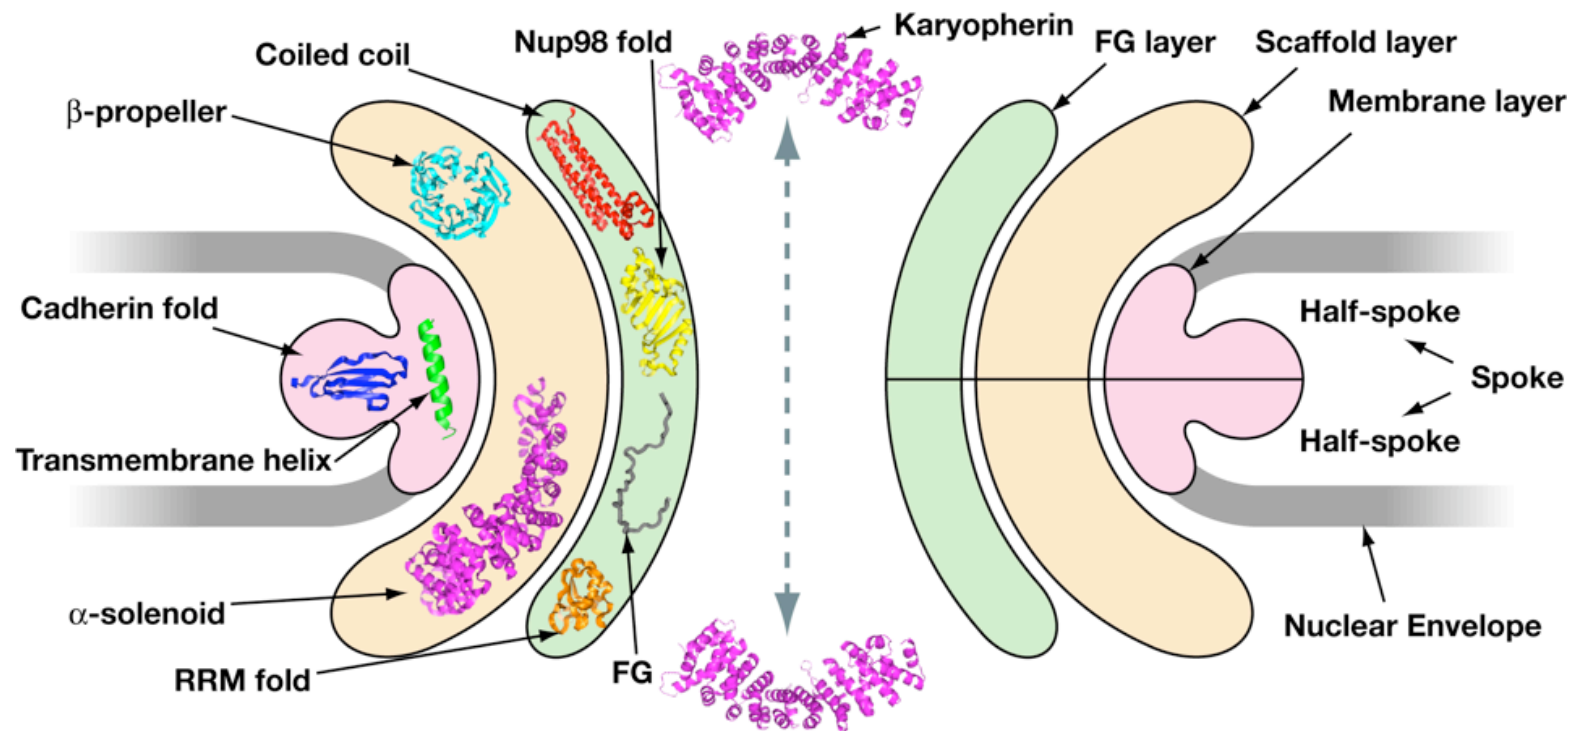 Karyopherin
Nup98 fold
FG layer
Scaffold layer
Coiled coil
Membrane layer
β-propeller
Cadherin fold
Half-spoke
Spoke
Half-spoke
Transmembrane helix
α-solenoid
Nuclear Envelope
RRM fold
FG